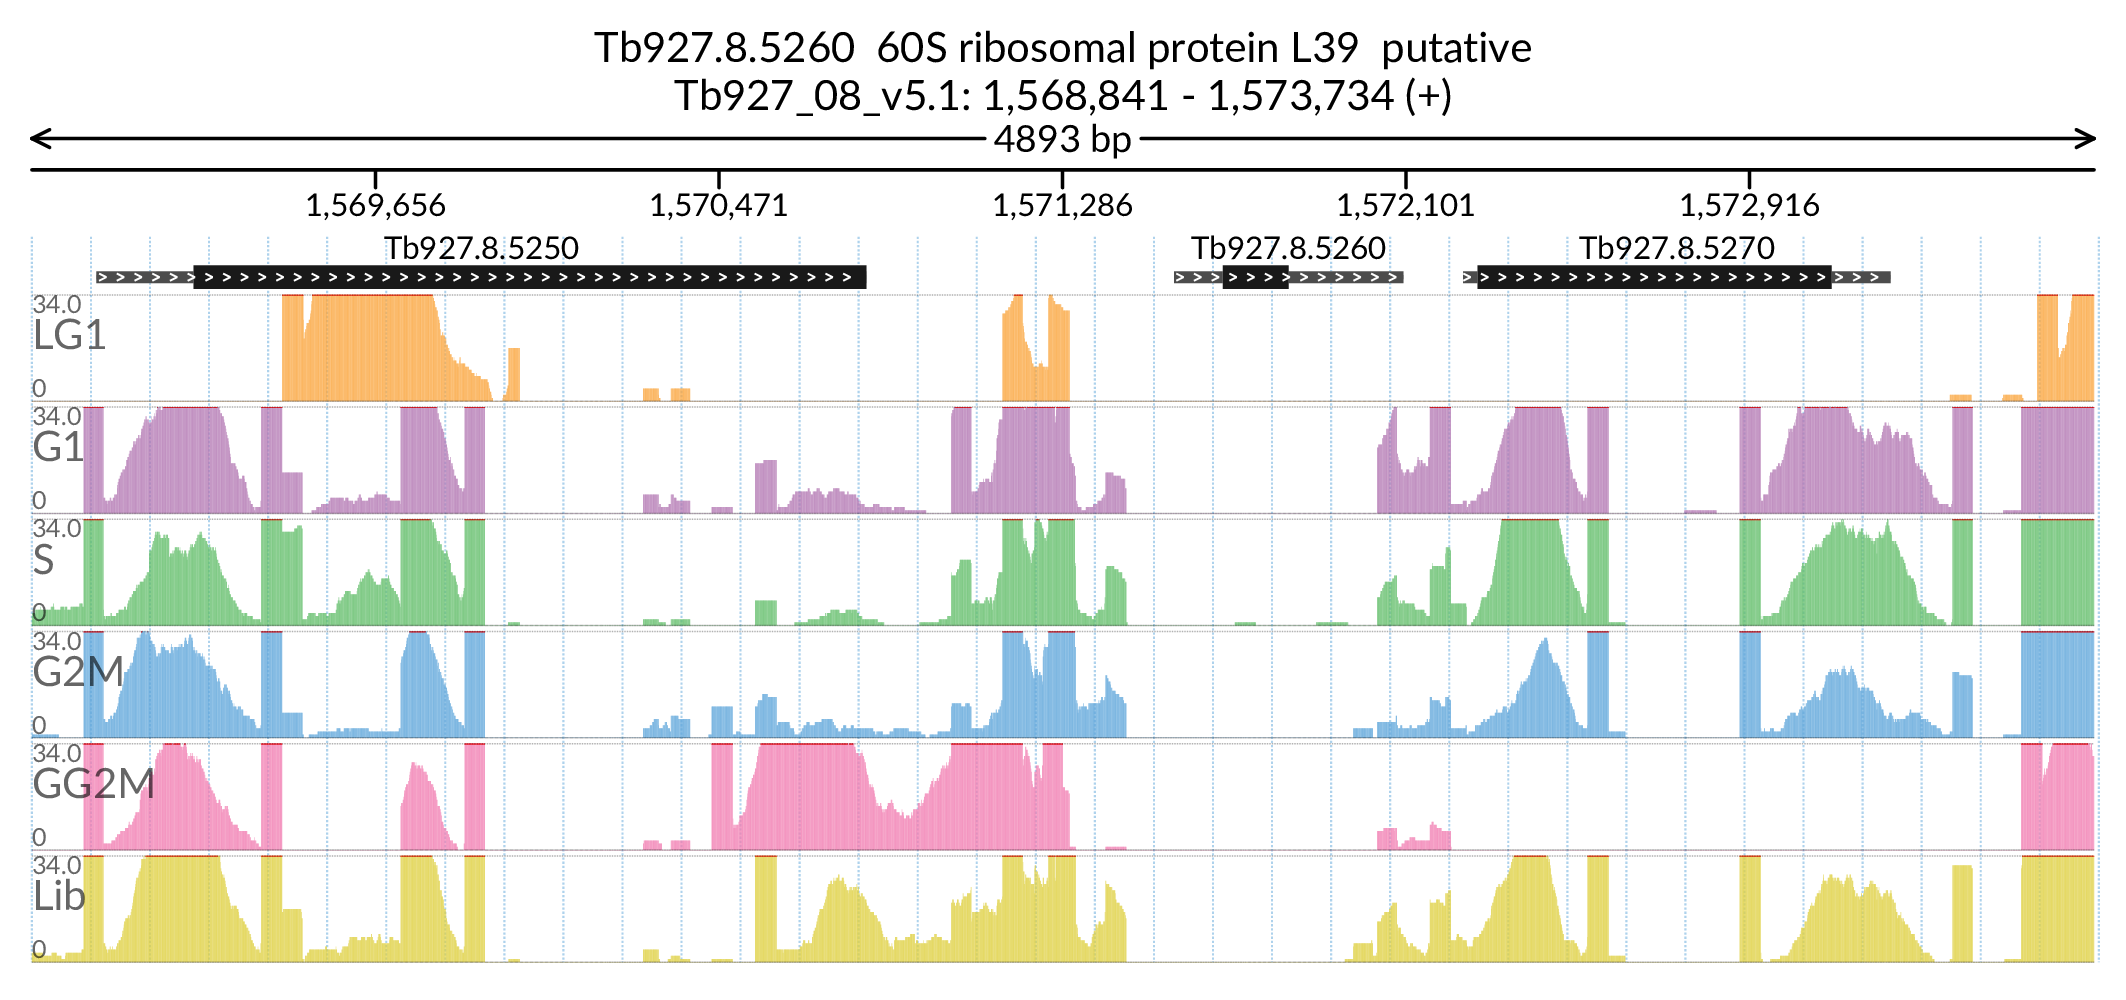 Tb927.8.5260  60S ribosomal protein L39  putative
Tb927_08_v5.1: 1,568,841 - 1,573,734 (+)
4893 bp
1,569,656 1,570,471 1,571,286 1,572,101 1,572,916
Tb927.8.5250 Tb927.8.5260 Tb927.8.5270
34.0
LG1
0
34.0
G1
0
34.0
S
0
34.0
G2M
0
34.0
GG2M
0
34.0
Lib
0